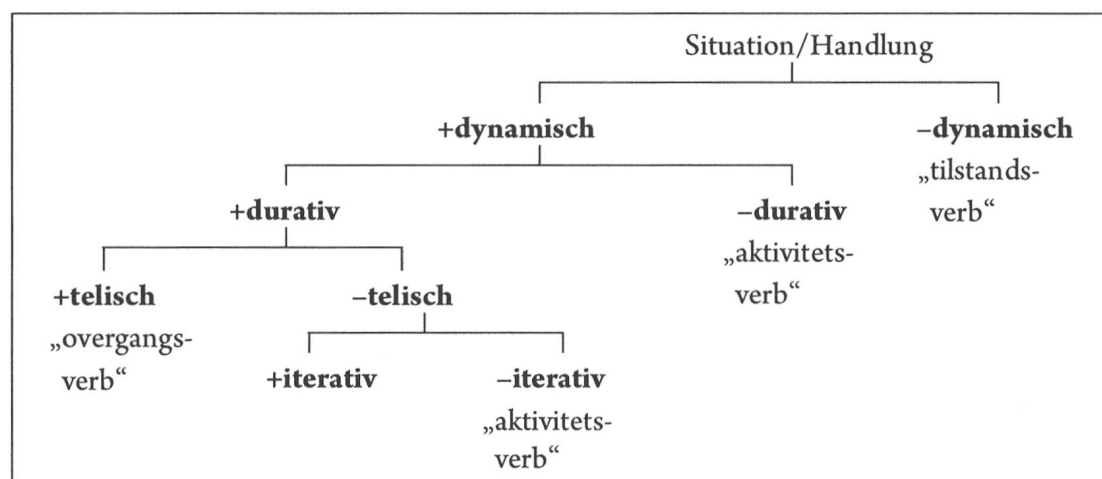 Situation/Handlung
+dynamisch
–dynamisch
„tilstands-
verb“
+durativ
–durativ
„aktivitets-
verb“
+telisch
–telisch
„overgangs-
verb“
+iterativ
–iterativ
„aktivitets-
verb“